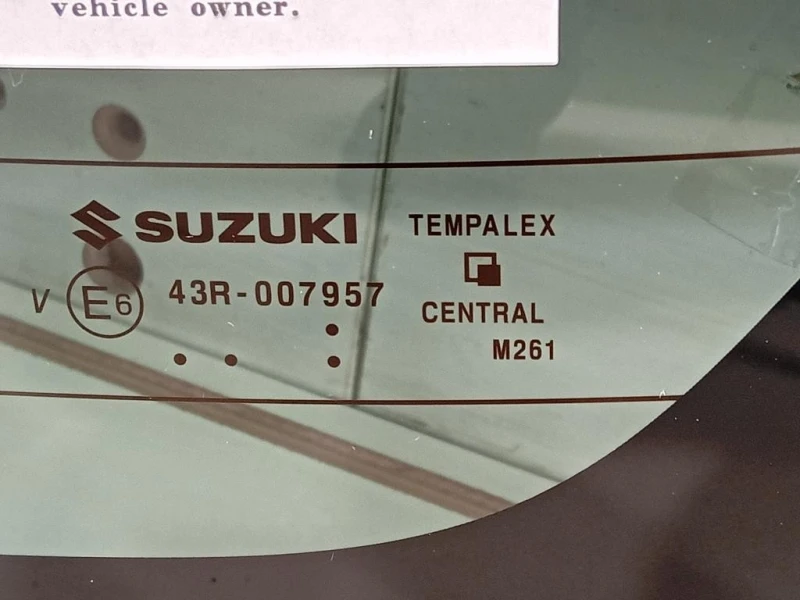 vehicle owner.
SUZUKI
TEMPALEX
V E6 43R-007957
CENTRAL
M261